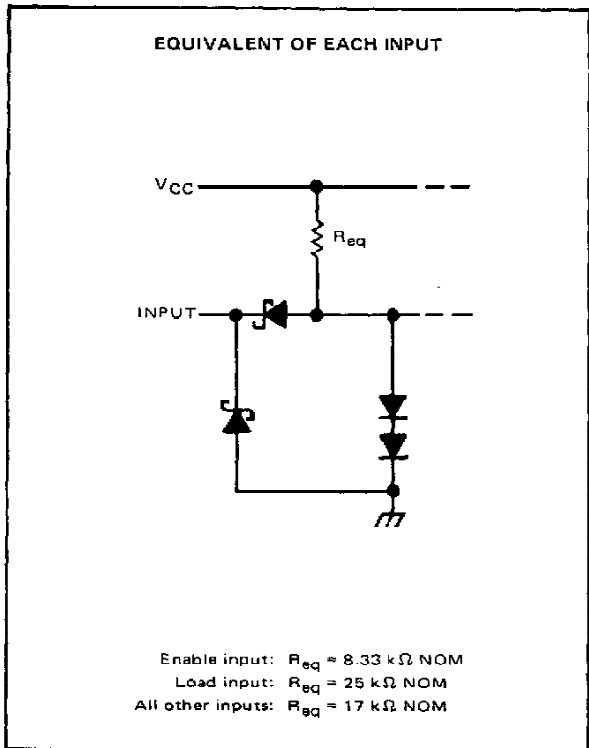 EQUIVALENT OF EACH INPUT
VCC
Req
INPUT
Enable input: Req = 8.33 kΩ NOM
Load input: Req = 25 kΩ NOM
All other inputs: Req = 17 kΩ NOM